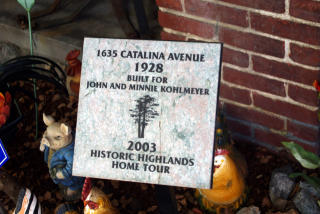 1635 CATALINA AVENUE
1928
BUILT FOR
JOHN AND MINNIE KOHLMEYER
2003
HISTORIC HIGHLANDS
HOME TOUR